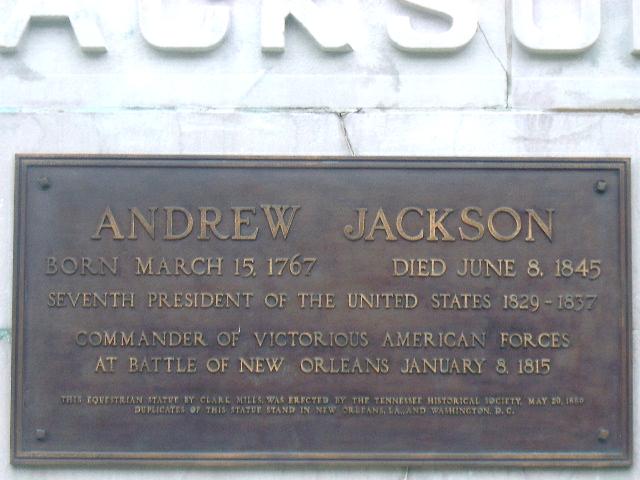 JACKSON
ANDREW JACKSON
BORN MARCH 15, 1767 DIED JUNE 8, 1845
SEVENTH PRESIDENT OF THE UNITED STATES 1829-1837
COMMANDER OF VICTORIOUS AMERICAN FORCES
AT BATTLE OF NEW ORLEANS JANUARY 8, 1815
THIS EQUESTRIAN STATUE BY CLARK MILLS, WAS ERECTED BY THE TENNESSEE HISTORICAL SOCIETY, MAY 20, 1880
DUPLICATES OF THIS STATUE STAND IN NEW ORLEANS, LA., AND WASHINGTON, D.C.